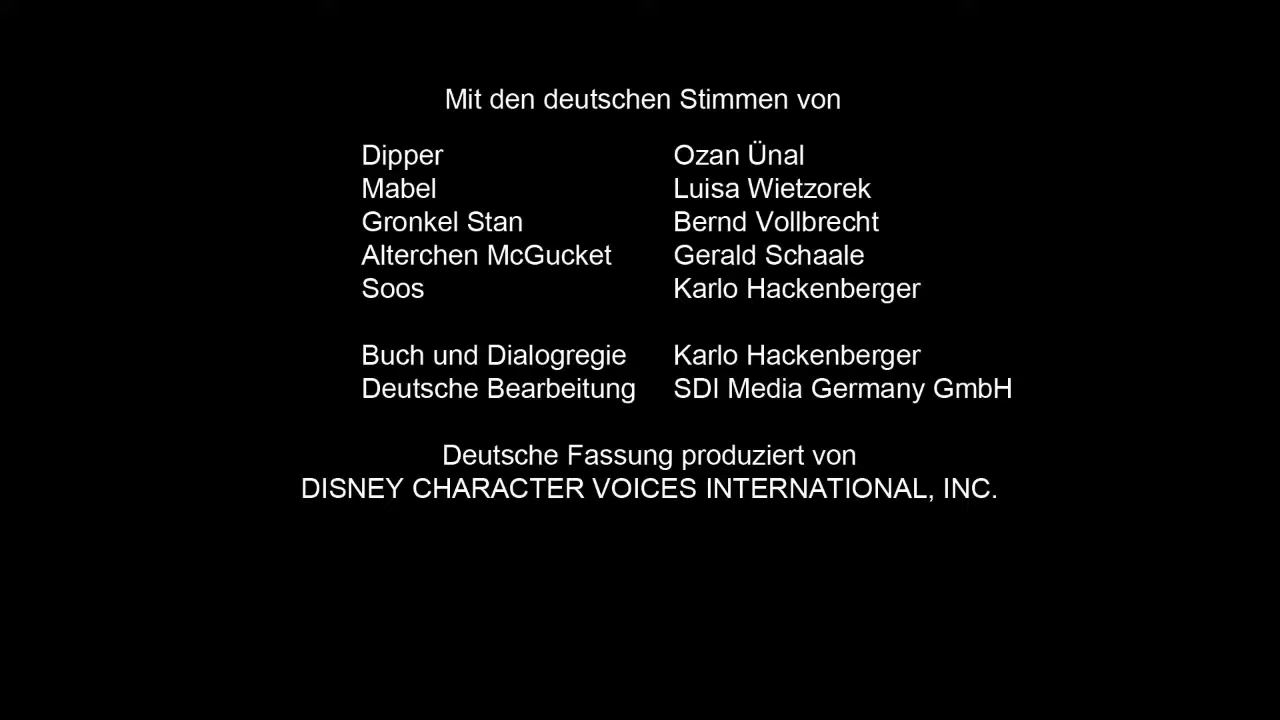 Mit den deutschen Stimmen von
Dipper Ozan Ünal
Mabel Luisa Wietzorek
Gronkel Stan Bernd Vollbrecht
Alterchen McGucket Gerald Schaale
Soos Karlo Hackenberger
Buch und Dialogregie Karlo Hackenberger
Deutsche Bearbeitung SDI Media Germany GmbH
Deutsche Fassung produziert von
DISNEY CHARACTER VOICES INTERNATIONAL, INC.